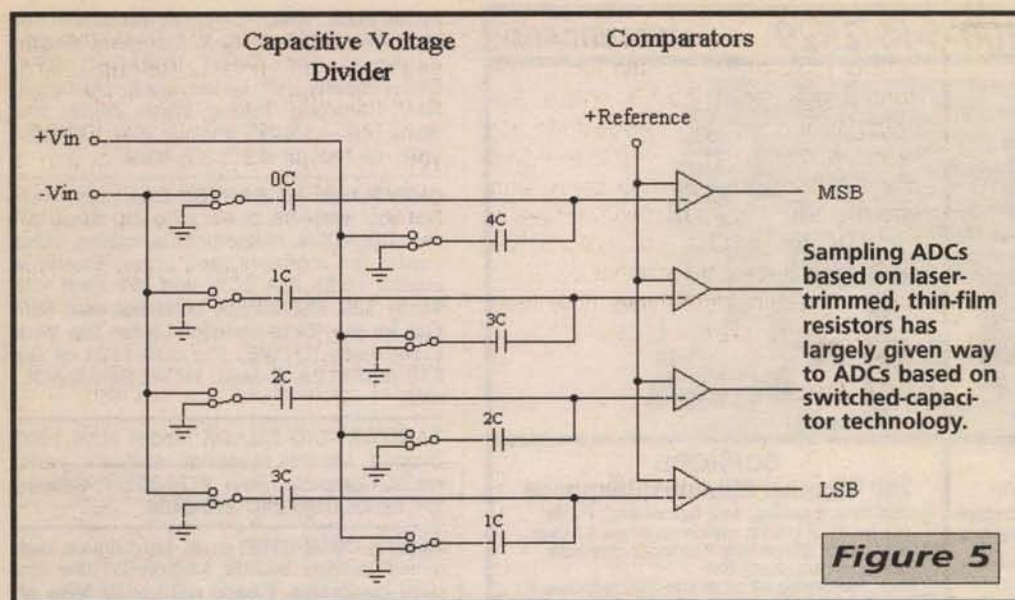 Capacitive Voltage
Divider
Comparators
+Vin
-Vin
+Reference
0C
4C
MSB
1C
3C
2C
2C
3C
1C
LSB
Sampling ADCs
based on laser-
trimmed, thin-film
resistors has
largely given way
to ADCs based on
switched-capaci-
tor technology.
Figure 5